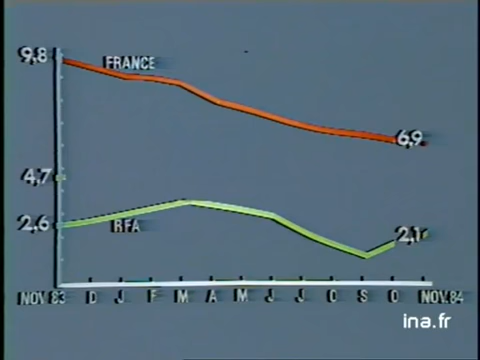 9,8
FRANCE
6,9
4,7
2,6
RFA
2,1
NOV.83 D J F M A M J J O S O NOV.84
ina.fr